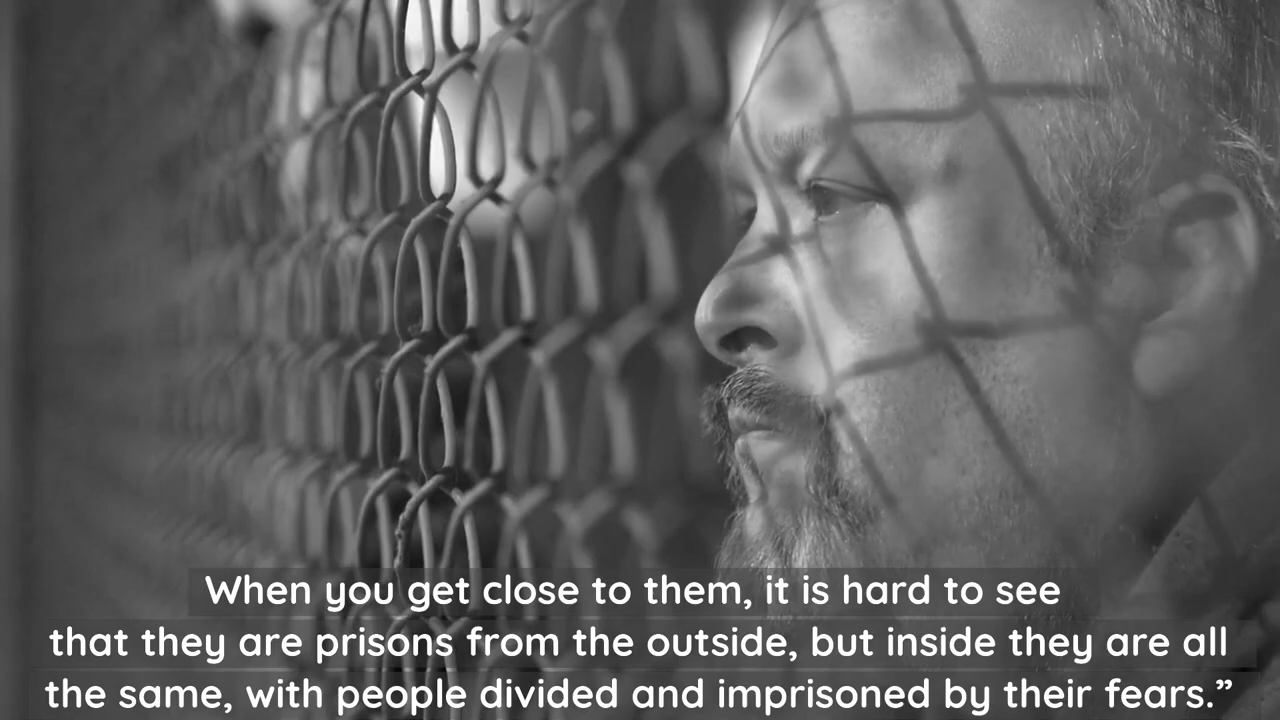 When you get close to them, it is hard to see
that they are prisons from the outside, but inside they are all
the same, with people divided and imprisoned by their fears.”